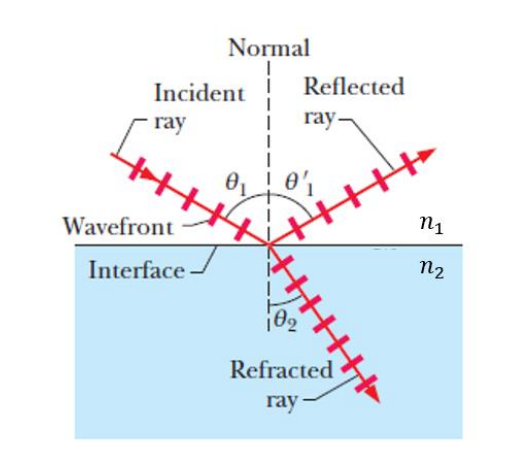 Normal
Incident
ray
Reflected
ray
θ₁
θ′₁
Wavefront
n₁
Interface
n₂
θ₂
Refracted
ray